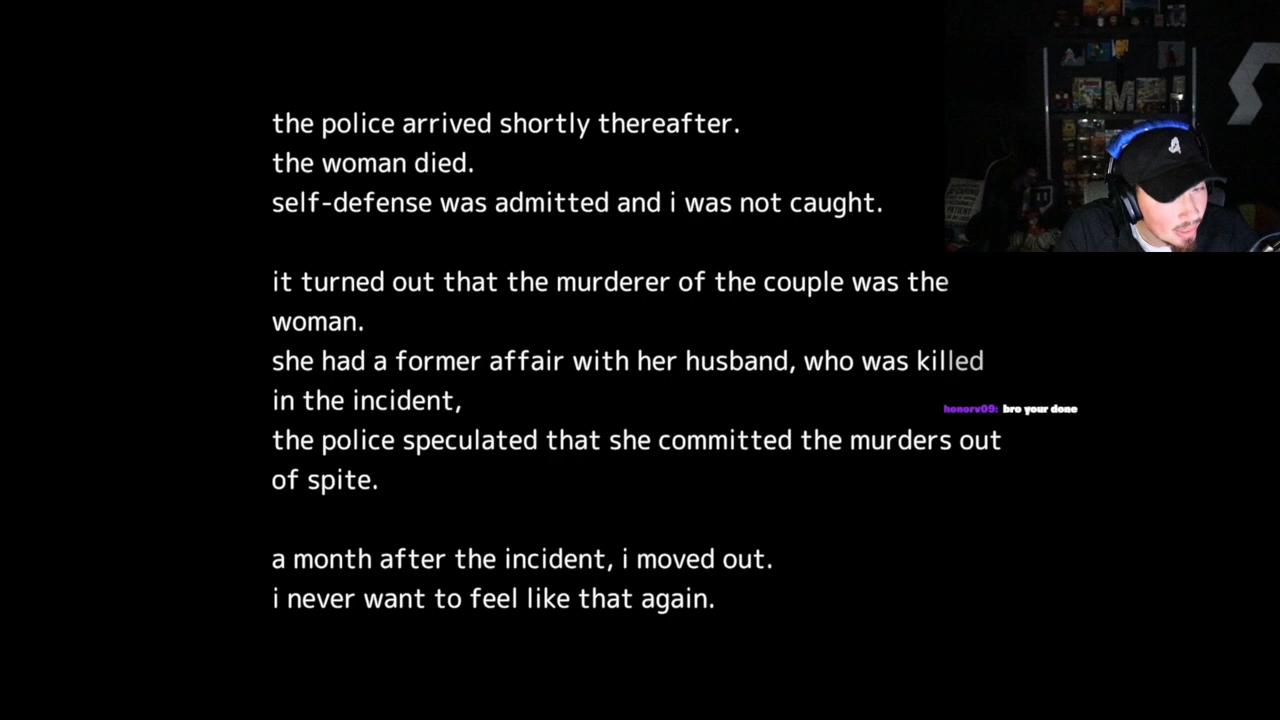 the police arrived shortly thereafter.
the woman died.
self-defense was admitted and i was not caught.
it turned out that the murderer of the couple was the
woman.
she had a former affair with her husband, who was killed
in the incident,
honorv09: bro your done
the police speculated that she committed the murders out
of spite.
a month after the incident, i moved out.
i never want to feel like that again.